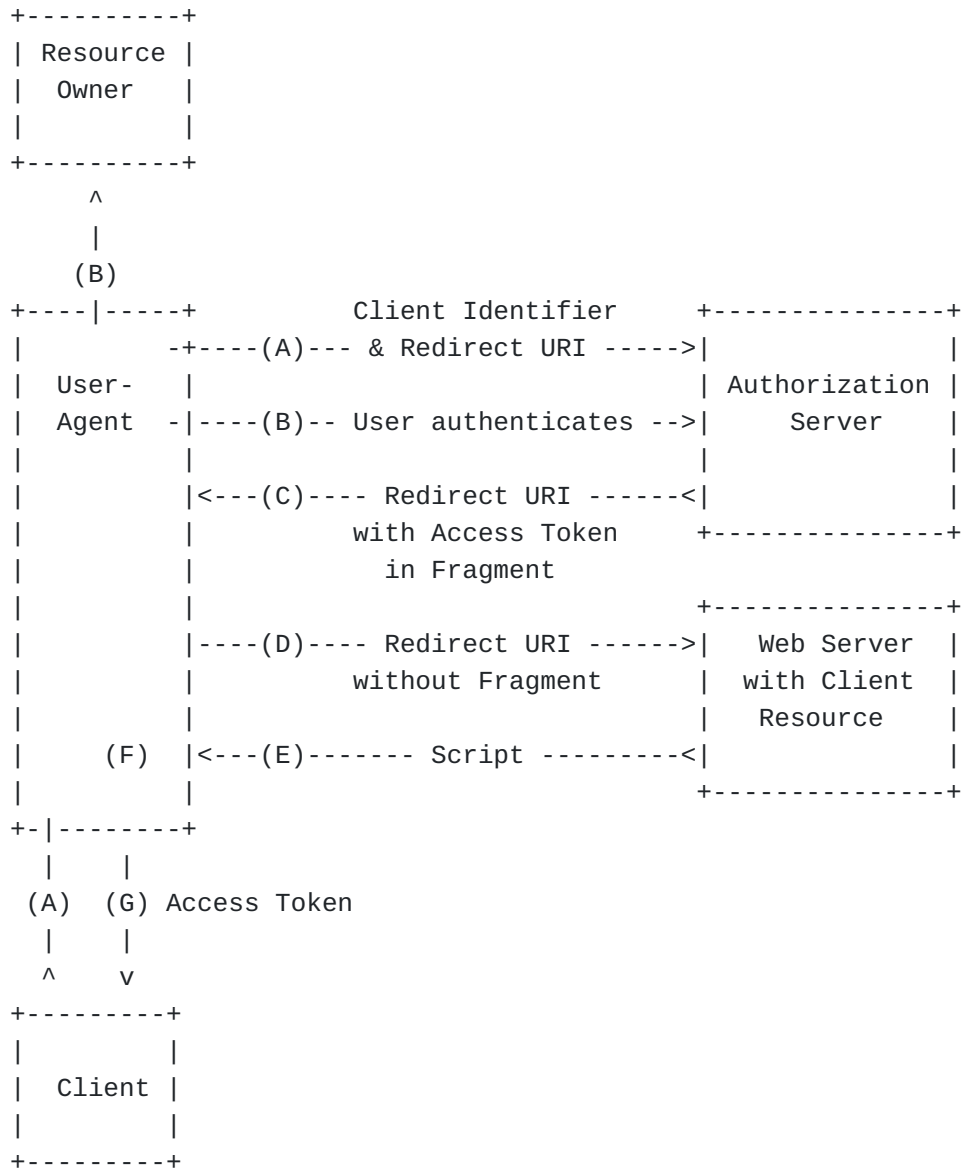 +----------+
| Resource |
|  Owner   |
|          |
+----------+
     ^
     |
    (B)
+----|-----+          Client Identifier     +---------------+
|         -+----(A)--- & Redirect URI ----->|               |
|  User-   |                                | Authorization |
|  Agent  -|----(B)-- User authenticates -->|     Server    |
|          |                                |               |
|          |<---(C)---- Redirect URI ------<|               |
|          |          with Access Token     +---------------+
|          |            in Fragment
|          |                                +---------------+
|          |----(D)---- Redirect URI ------>|   Web Server  |
|          |          without Fragment      |  with Client  |
|          |                                |   Resource    |
|     (F)  |<---(E)------- Script ---------<|               |
|          |                                +---------------+
+-|--------+
  |    |
 (A)  (G) Access Token
  |    |
  ^    v
+---------+
|         |
|  Client |
|         |
+---------+